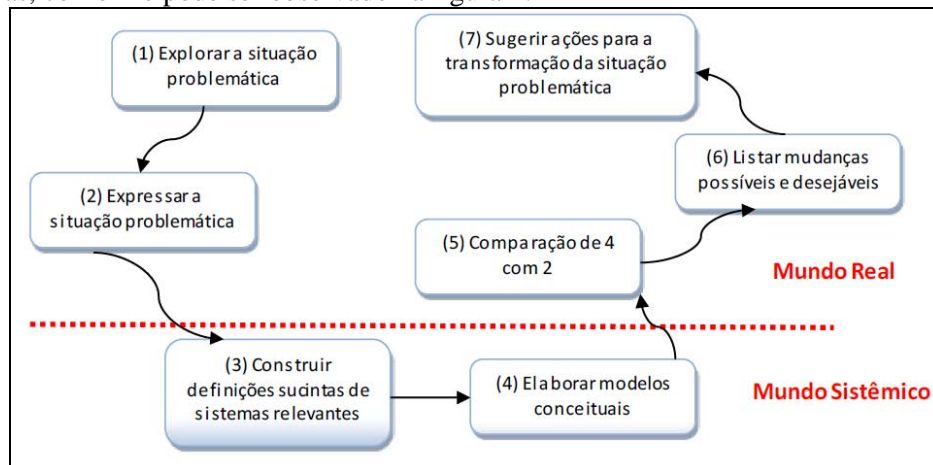 (1) Explorar a situação
problemática
(2) Expressar a
situação problemática
(3) Construir
definições sucintas de
sistemas relevantes
(4) Elaborar modelos
conceituais
(5) Comparação de 4
com 2
(6) Listar mudanças
possíveis e desejáveis
(7) Sugerir ações para a
transformação da situação
problemática
Mundo Real
Mundo Sistêmico